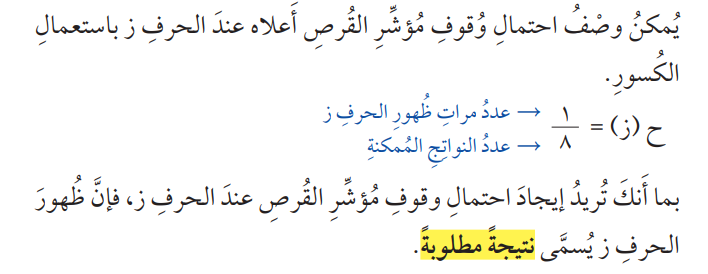 يُمكنُ وصْفُ احتمالِ وُقوفِ مُؤشِّرِ القُرصِ أَعلاه عندَ الحرفِ ز باستعمالِ
الكُسورِ.
ح (ز) = ١/٨ → عددُ مراتِ ظُهورِ الحرفِ ز
→ عددُ النواتِجِ المُمكنةِ
بما أَنكَ تُريدُ إيجادَ احتمالِ وقوفِ مُؤشِّرِ القُرصِ عندَ الحرفِ ز، فإنَّ ظُهورَ
الحرفِ ز يُسمَّى نتيجةً مطلوبةً.